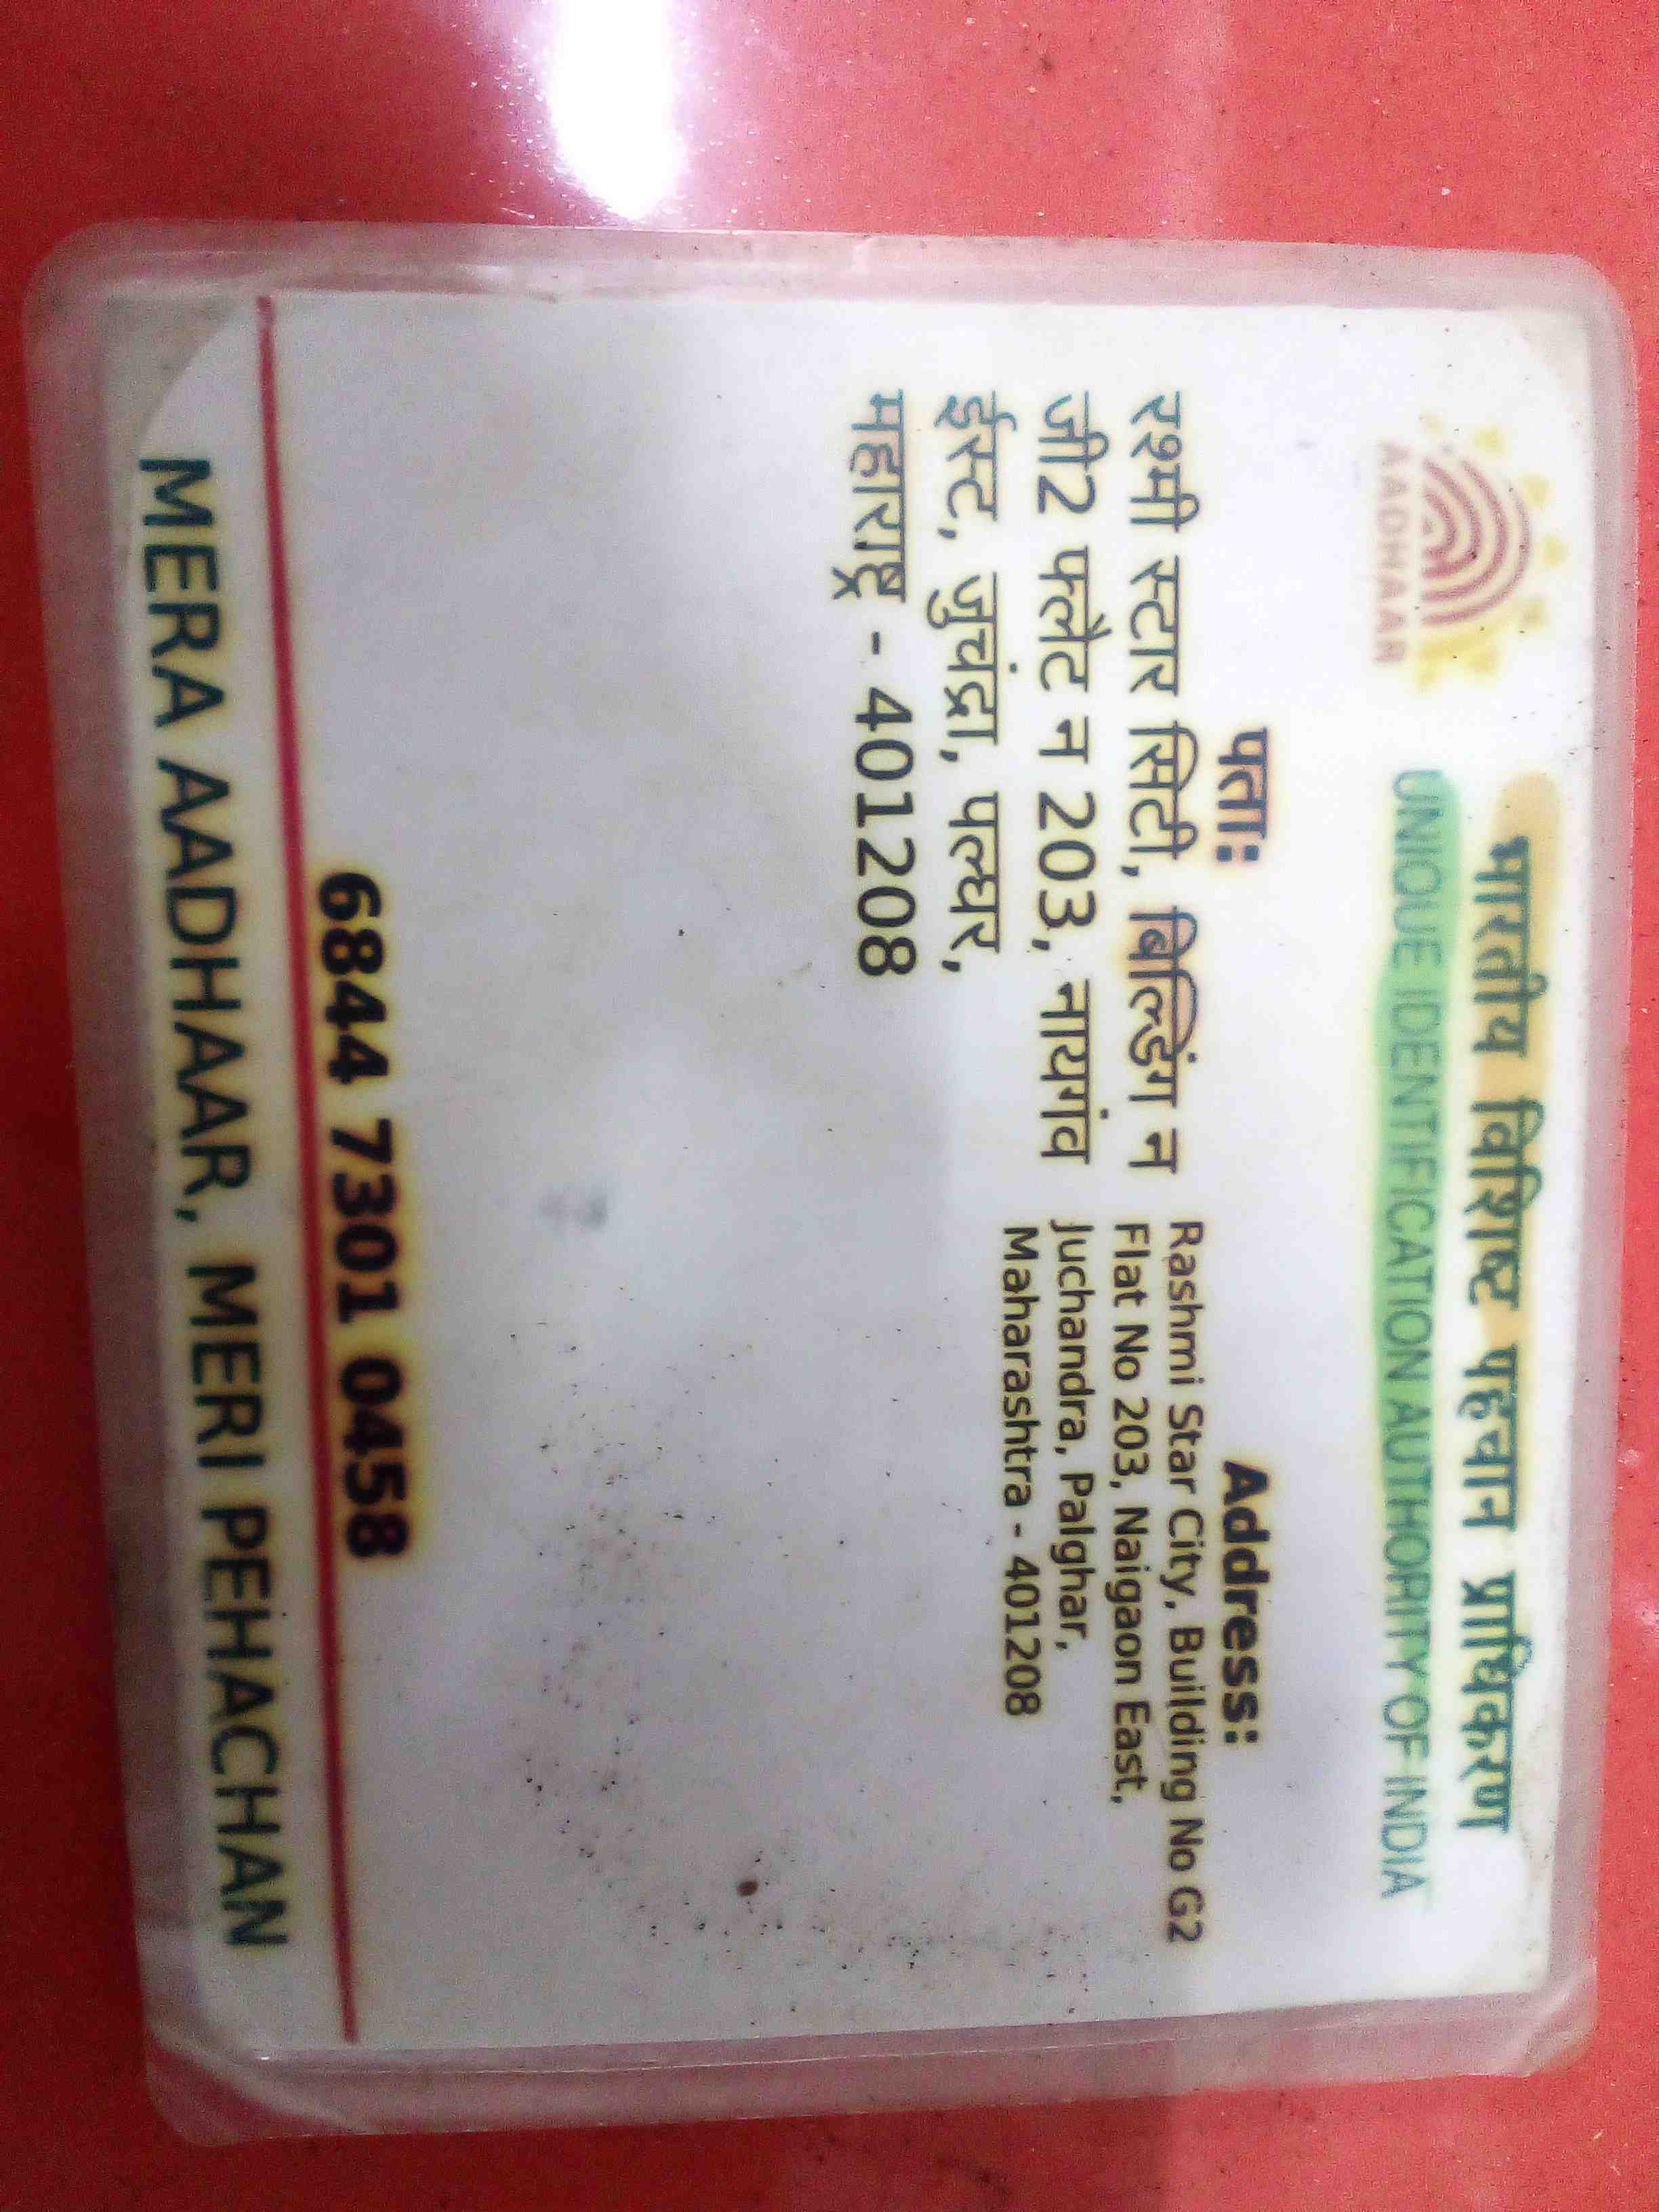 भारतीय विशिष्ट पहचान प्राधिकरण
UNIQUE IDENTIFICATION AUTHORITY OF INDIA
AADHAAR
पता:
रश्मी स्टार सिटी, बिल्डिंग न
जी2 फ्लैट न 203, नायगंव
ईस्ट, जुचंद्रा, पल्घर,
महाराष्ट्र - 401208
Address:
Rashmi Star City, Building No G2
Flat No 203, Naigaon East,
Juchandra, Palghar,
Maharashtra - 401208
6844 7301 0458
MERA AADHAAR, MERI PEHACHAN